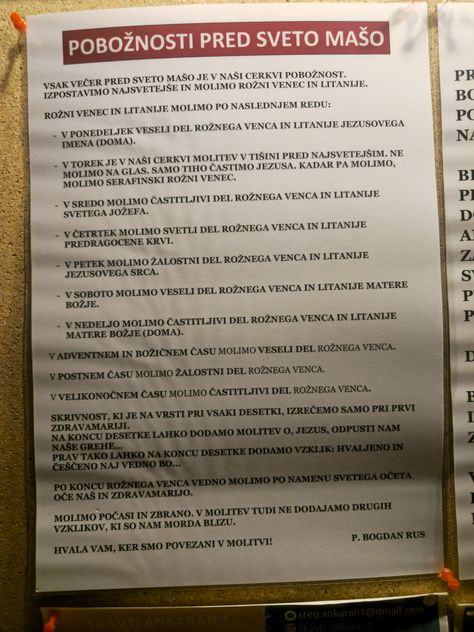 POBOŽNOSTI PRED SVETO MAŠO
VSAK VEČER PRED SVETO MAŠO JE V NAŠI CERKVI POBOŽNOST.
IZPOSTAVIMO NAJSVETEJŠE IN MOLIMO ROŽNI VENEC IN LITANIJE.
ROŽNI VENEC IN LITANIJE MOLIMO PO NASLEDNJEM REDU:
- V PONEDELJEK VESELI DEL ROŽNEGA VENCA IN LITANIJE JEZUSOVEGA
IMENA (DOMA).
- V TOREK JE V NAŠI CERKVI MOLITEV V TIŠINI PRED NAJSVETEJŠIM. NE
MOLIMO NA GLAS. SAMO TIHO ČASTIMO JEZUSA. KADAR PA MOLIMO,
MOLIMO SERAFINSKI ROŽNI VENEC.
- V SREDO MOLIMO ČASTITLJIVI DEL ROŽNEGA VENCA IN LITANIJE
SVETEGA JOŽEFA.
- V ČETRTEK MOLIMO SVETLI DEL ROŽNEGA VENCA IN LITANIJE
PREDRAGOCENE KRVI.
- V PETEK MOLIMO ŽALOSTNI DEL ROŽNEGA VENCA IN LITANIJE
JEZUSOVEGA SRCA.
- V SOBOTO MOLIMO VESELI DEL ROŽNEGA VENCA IN LITANIJE MATERE
BOŽJE.
- V NEDELJO MOLIMO ČASTITLJIVI DEL ROŽNEGA VENCA IN LITANIJE
MATERE BOŽJE (DOMA).
V ADVENTNEM IN BOŽIČNEM ČASU MOLIMO VESELI DEL ROŽNEGA VENCA.
V POSTNEM ČASU MOLIMO ŽALOSTNI DEL ROŽNEGA VENCA.
V VELIKONOČNEM ČASU MOLIMO ČASTITLJIVI DEL ROŽNEGA VENCA.
SKRIVNOST, KI JE NA VRSTI PRI VSAKI DESETKI, IZREČEMO SAMO PRI PRVI
ZDRAVAMARIJI.
NA KONCU DESETKE LAHKO DODAMO MOLITEV O, JEZUS, ODPUSTI NAM
NAŠE GREHE...
PRAV TAKO LAHKO NA KONCU DESETKE DODAMO VZKLIK: HVALJENO IN
ČEŠČENO NAJ VEDNO BO...
PO KONCU ROŽNEGA VENCA VEDNO MOLIMO PO NAMENU SVETEGA OČETA
OČE NAŠ IN ZDRAVAMARIJO.
MOLIMO POČASI IN ZBRANO. V MOLITEV TUDI NE DODAJAMO DRUGIH
VZKLIKOV, KI SO NAM MORDA BLIZU.
HVALA VAM, KER SMO POVEZANI V MOLITVI! P. BOGDAN RUS
SKAVTI ANKARAN 1
steg.ankaran1@gmail.com